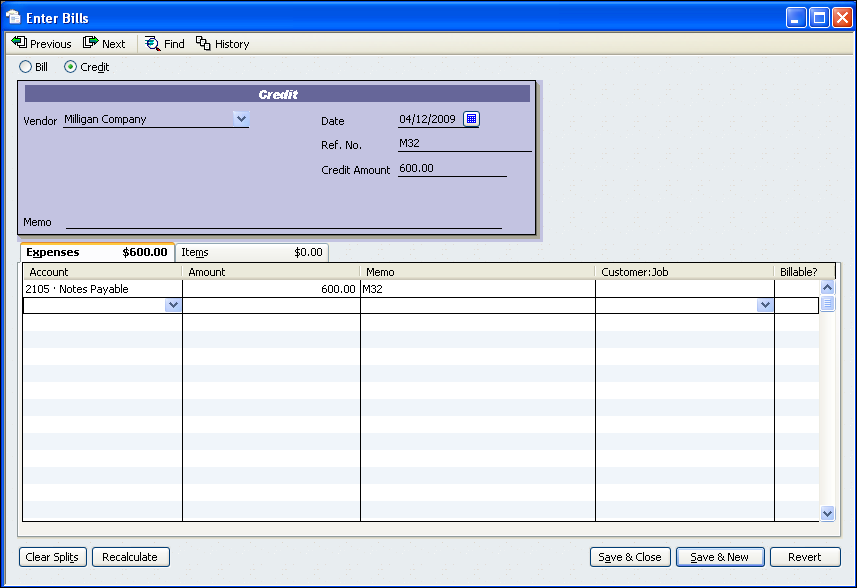 Enter Bills
Previous Next Find History
Bill Credit
Credit
Vendor Milligan Company Date 04/12/2009
Ref. No. M32
Credit Amount 600.00
Memo
Expenses $600.00 Items $0.00
Account Amount Memo Customer:Job Billable?
2105 · Notes Payable 600.00 M32
Clear Splits Recalculate Save & Close Save & New Revert